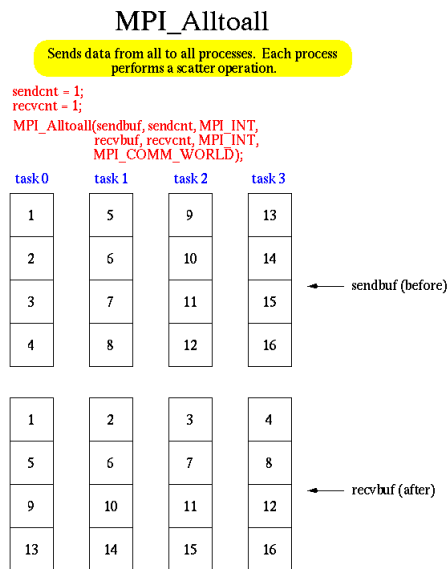 MPI_Alltoall
Sends data from all to all processes. Each process
performs a scatter operation.
sendcnt = 1;
recvcnt = 1;
MPI_Alltoall(sendbuf, sendcnt, MPI_INT,
recvbuf, recvcnt, MPI_INT,
MPI_COMM_WORLD);
task 0 task 1 task 2 task 3
1 5 9 13
2 6 10 14
sendbuf (before)
3 7 11 15
4 8 12 16
1 2 3 4
5 6 7 8
recvbuf (after)
9 10 11 12
13 14 15 16